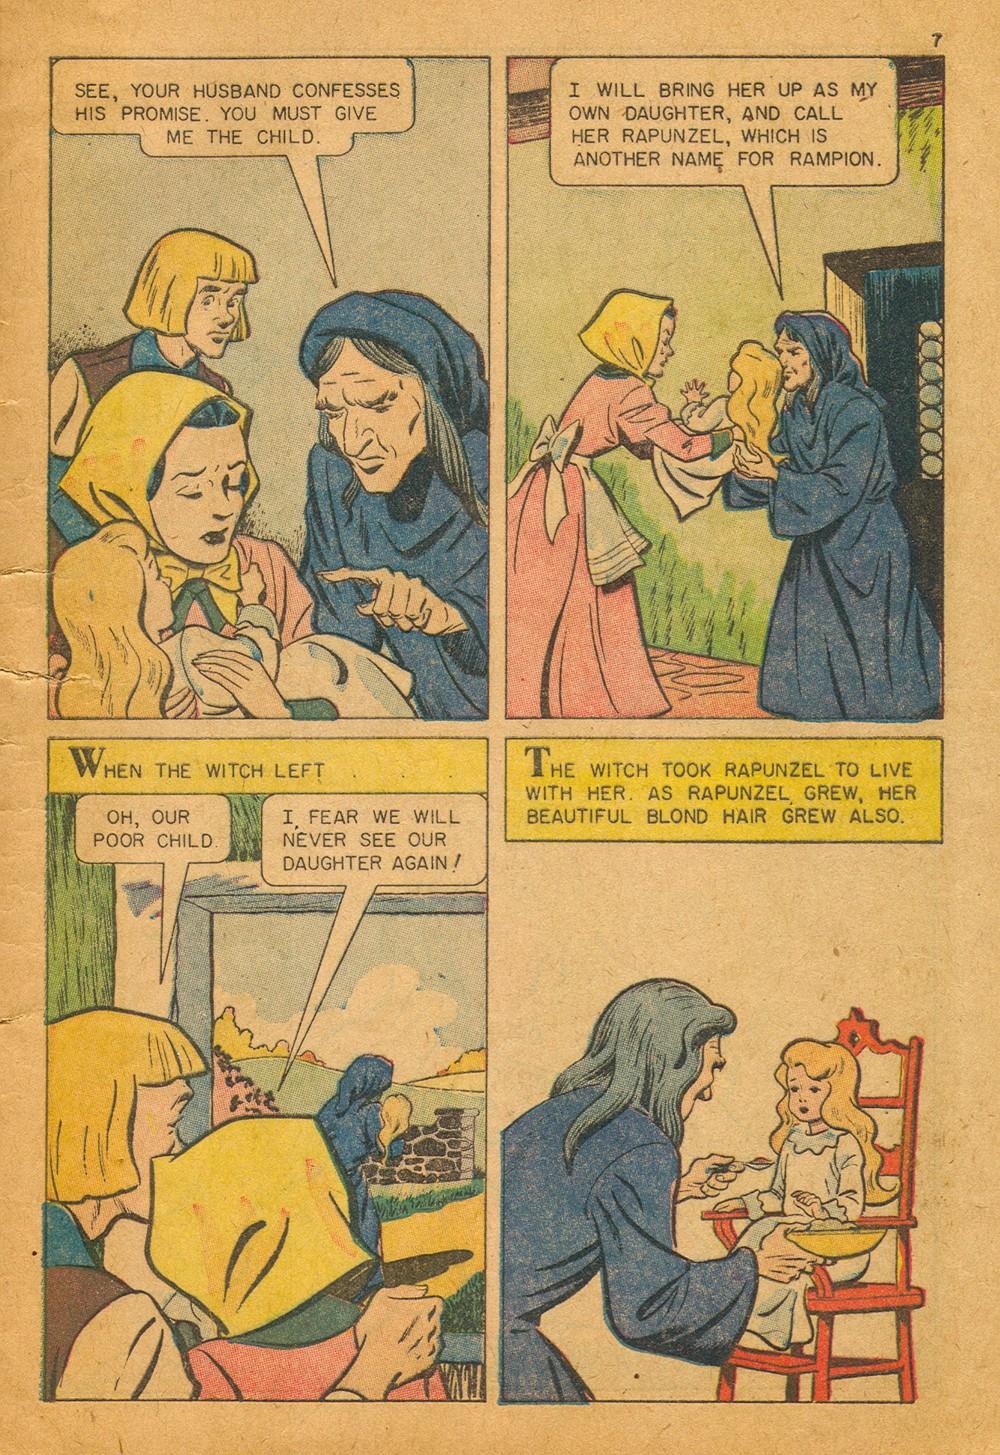 7
SEE, YOUR HUSBAND CONFESSES
HIS PROMISE. YOU MUST GIVE
ME THE CHILD.
I WILL BRING HER UP AS MY
OWN DAUGHTER, AND CALL
HER RAPUNZEL, WHICH IS
ANOTHER NAME FOR RAMPION.
WHEN THE WITCH LEFT . . . .
OH, OUR
POOR CHILD.
I FEAR WE WILL
NEVER SEE OUR
DAUGHTER AGAIN!
THE WITCH TOOK RAPUNZEL TO LIVE
WITH HER. AS RAPUNZEL GREW, HER
BEAUTIFUL BLOND HAIR GREW ALSO.